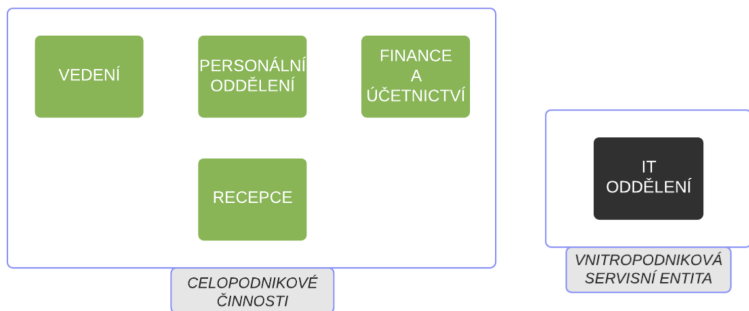 VEDENÍ
PERSONÁLNÍ
ODDĚLENÍ
FINANCE
A
ÚČETNICTVÍ
RECEPCE
CELOPODNIKOVÉ
ČINNOSTI
IT
ODDĚLENÍ
VNITROPODNIKOVÁ
SERVISNÍ ENTITA